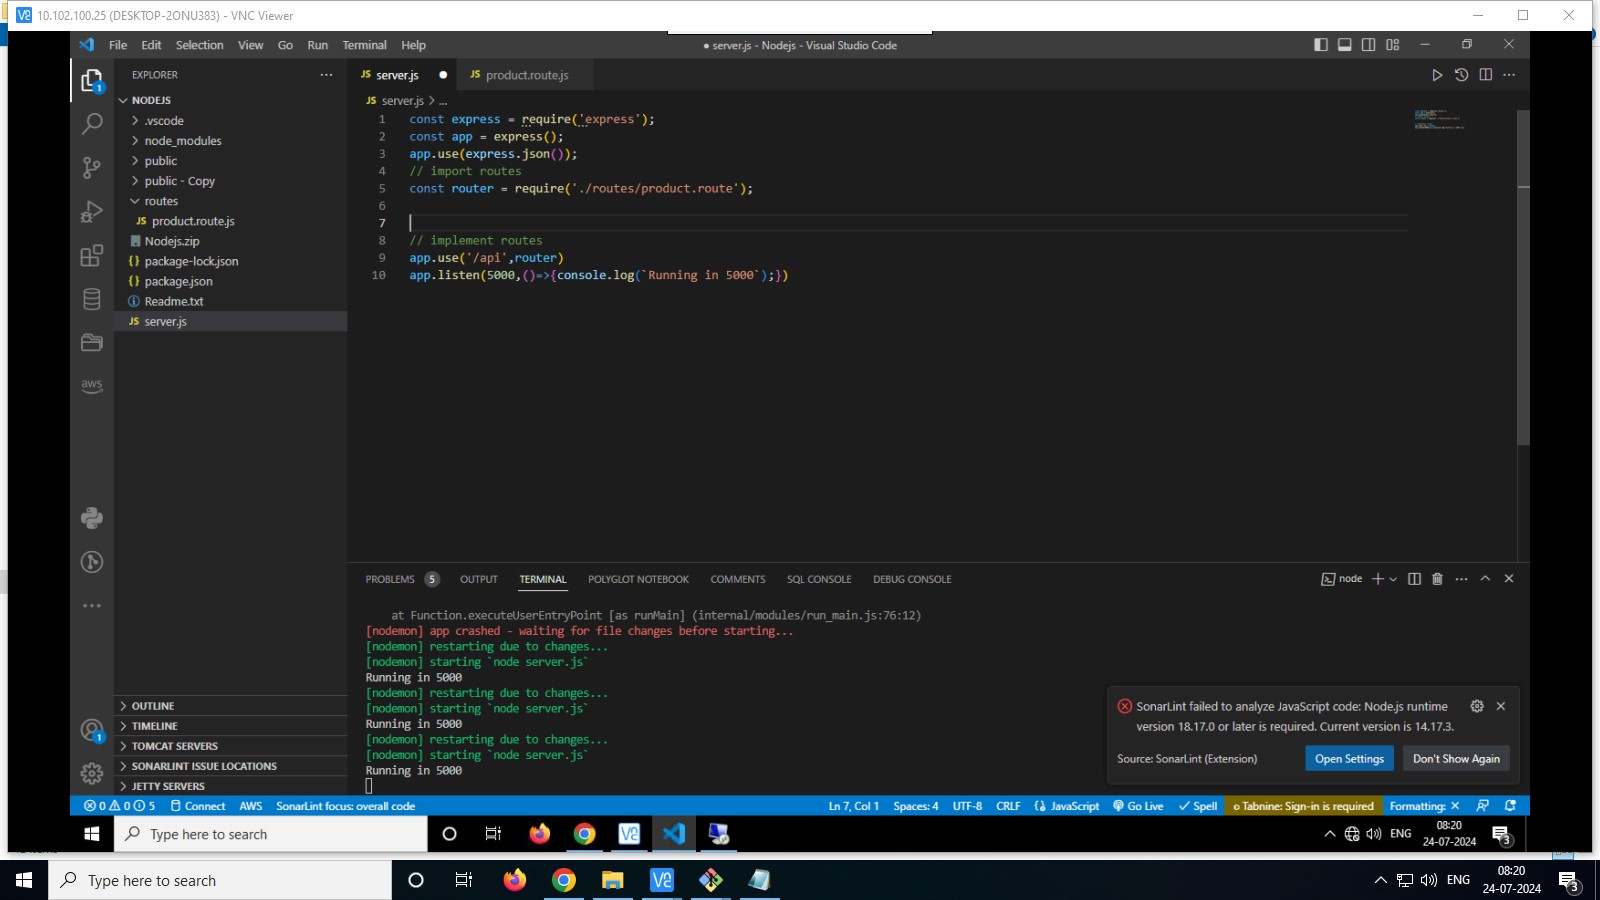 10.102.100.25 (DESKTOP-2ONU383) - VNC Viewer
File Edit Selection View Go Run Terminal Help
● server.js - Nodejs - Visual Studio Code
EXPLORER
JS server.js
JS product.route.js
NODEJS
.vscode
node_modules
public
public - Copy
routes
JS product.route.js
Nodejs.zip
{} package-lock.json
{} package.json
Readme.txt
JS server.js
OUTLINE
TIMELINE
TOMCAT SERVERS
SONARLINT ISSUE LOCATIONS
JETTY SERVERS
aws
1
1
JS server.js > ...
1 const express = require('express');
2 const app = express();
3 app.use(express.json());
4 // import routes
5 const router = require('./routes/product.route');
6
7
8 // implement routes
9 app.use('/api',router)
10 app.listen(5000,()=>{console.log(`Running in 5000`);})
PROBLEMS 5 OUTPUT TERMINAL POLYGLOT NOTEBOOK COMMENTS SQL CONSOLE DEBUG CONSOLE
node
at Function.executeUserEntryPoint [as runMain] (internal/modules/run_main.js:76:12)
[nodemon] app crashed - waiting for file changes before starting...
[nodemon] restarting due to changes...
[nodemon] starting `node server.js`
Running in 5000
[nodemon] restarting due to changes...
[nodemon] starting `node server.js`
Running in 5000
[nodemon] restarting due to changes...
[nodemon] starting `node server.js`
Running in 5000
SonarLint failed to analyze JavaScript code: Node.js runtime
version 18.17.0 or later is required. Current version is 14.17.3.
Source: SonarLint (Extension)
Open Settings
Don't Show Again
0 0 5 Connect AWS SonarLint focus: overall code
Ln 7, Col 1 Spaces: 4 UTF-8 CRLF JavaScript Go Live Spell Tabnine: Sign-in is required Formatting: ×
Type here to search
ENG
08:20
24-07-2024
3
Type here to search
ENG
08:20
24-07-2024
3